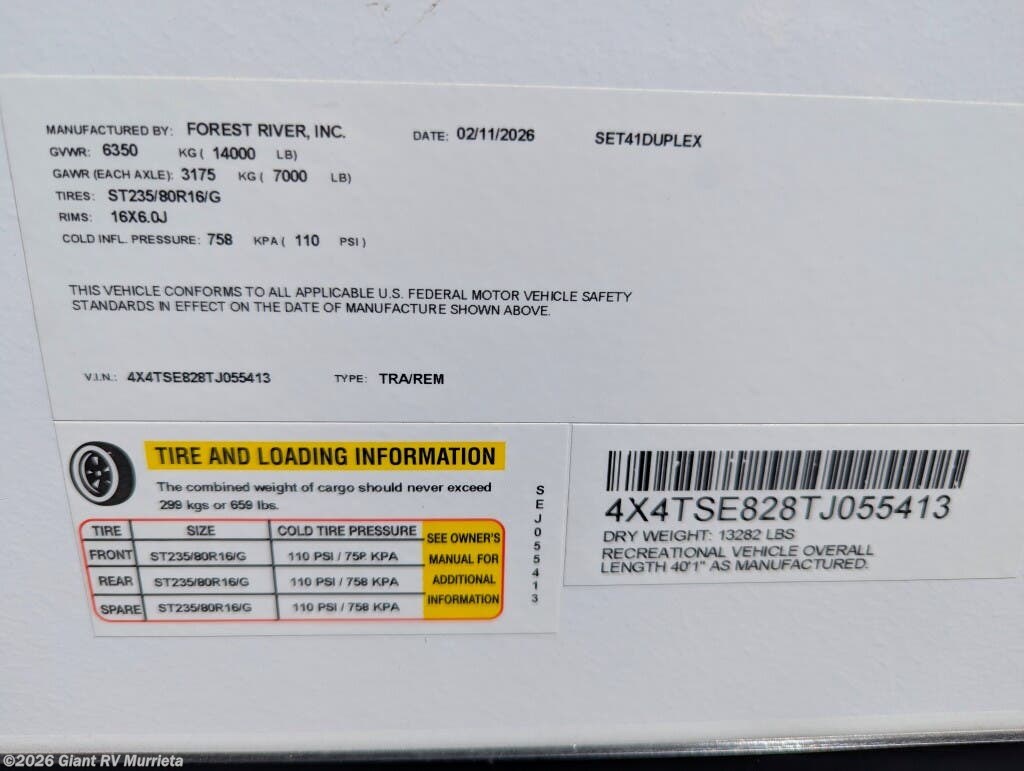 MANUFACTURED BY: FOREST RIVER, INC. DATE: 02/11/2026 SET41DUPLEX
GVWR: 6350 KG ( 14000 LB)
GAWR (EACH AXLE): 3175 KG ( 7000 LB)
TIRES: ST235/80R16/G
RIMS: 16X6.0J
COLD INFL. PRESSURE: 758 KPA ( 110 PSI )
THIS VEHICLE CONFORMS TO ALL APPLICABLE U.S. FEDERAL MOTOR VEHICLE SAFETY
STANDARDS IN EFFECT ON THE DATE OF MANUFACTURE SHOWN ABOVE.
V.I.N.: 4X4TSE828TJ055413 TYPE: TRA/REM
TIRE AND LOADING INFORMATION
The combined weight of cargo should never exceed
299 kgs or 659 lbs.
TIRE SIZE COLD TIRE PRESSURE
FRONT ST235/80R16/G 110 PSI / 758 KPA
REAR ST235/80R16/G 110 PSI / 758 KPA
SPARE ST235/80R16/G 110 PSI / 758 KPA
SEE OWNER'S
MANUAL FOR
ADDITIONAL
INFORMATION
SEJ055413
4X4TSE828TJ055413
DRY WEIGHT: 13282 LBS
RECREATIONAL VEHICLE OVERALL
LENGTH 40'1" AS MANUFACTURED.
©2026 Giant RV Murrieta